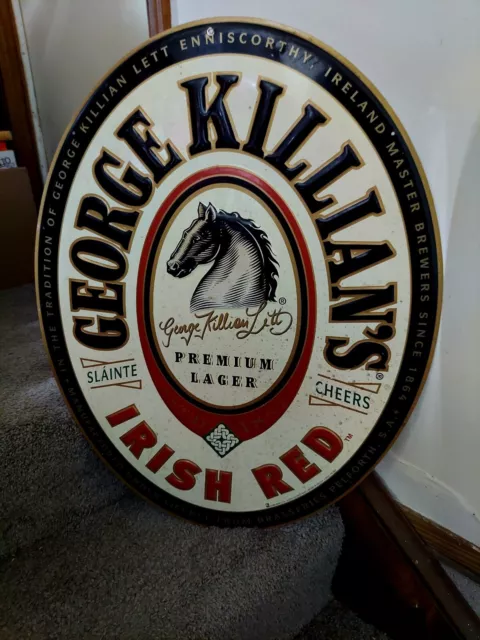 IN THE TRADITION OF GEORGE KILLIAN LETT ENNISCORTHY, IRELAND MASTER BREWERS SINCE 1864
GEORGE KILLIAN'S®
George Killian Lett®
PREMIUM
LAGER
SLÁINTE
CHEERS
IRISH RED™